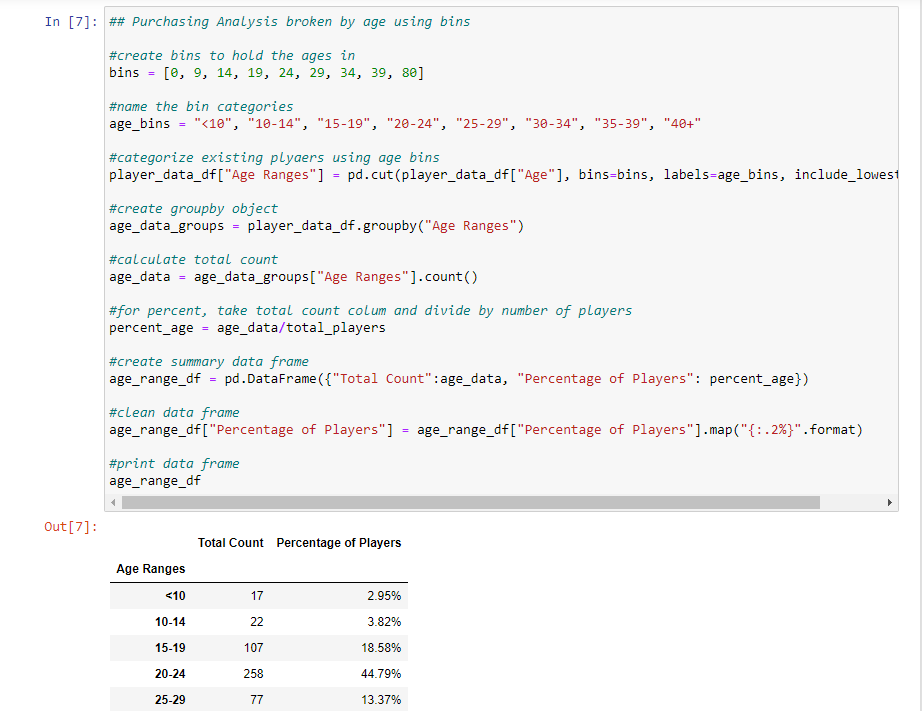 In [7]: ## Purchasing Analysis broken by age using bins
#create bins to hold the ages in
bins = [0, 9, 14, 19, 24, 29, 34, 39, 80]
#name the bin categories
age_bins = "<10", "10-14", "15-19", "20-24", "25-29", "30-34", "35-39", "40+"
#categorize existing plyaers using age bins
player_data_df["Age Ranges"] = pd.cut(player_data_df["Age"], bins=bins, labels=age_bins, include_lowest
#create groupby object
age_data_groups = player_data_df.groupby("Age Ranges")
#calculate total count
age_data = age_data_groups["Age Ranges"].count()
#for percent, take total count colum and divide by number of players
percent_age = age_data/total_players
#create summary data frame
age_range_df = pd.DataFrame({"Total Count":age_data, "Percentage of Players": percent_age})
#clean data frame
age_range_df["Percentage of Players"] = age_range_df["Percentage of Players"].map("{:.2%}".format)
#print data frame
age_range_df
Out[7]:
Total Count Percentage of Players
Age Ranges
<10 17 2.95%
10-14 22 3.82%
15-19 107 18.58%
20-24 258 44.79%
25-29 77 13.37%